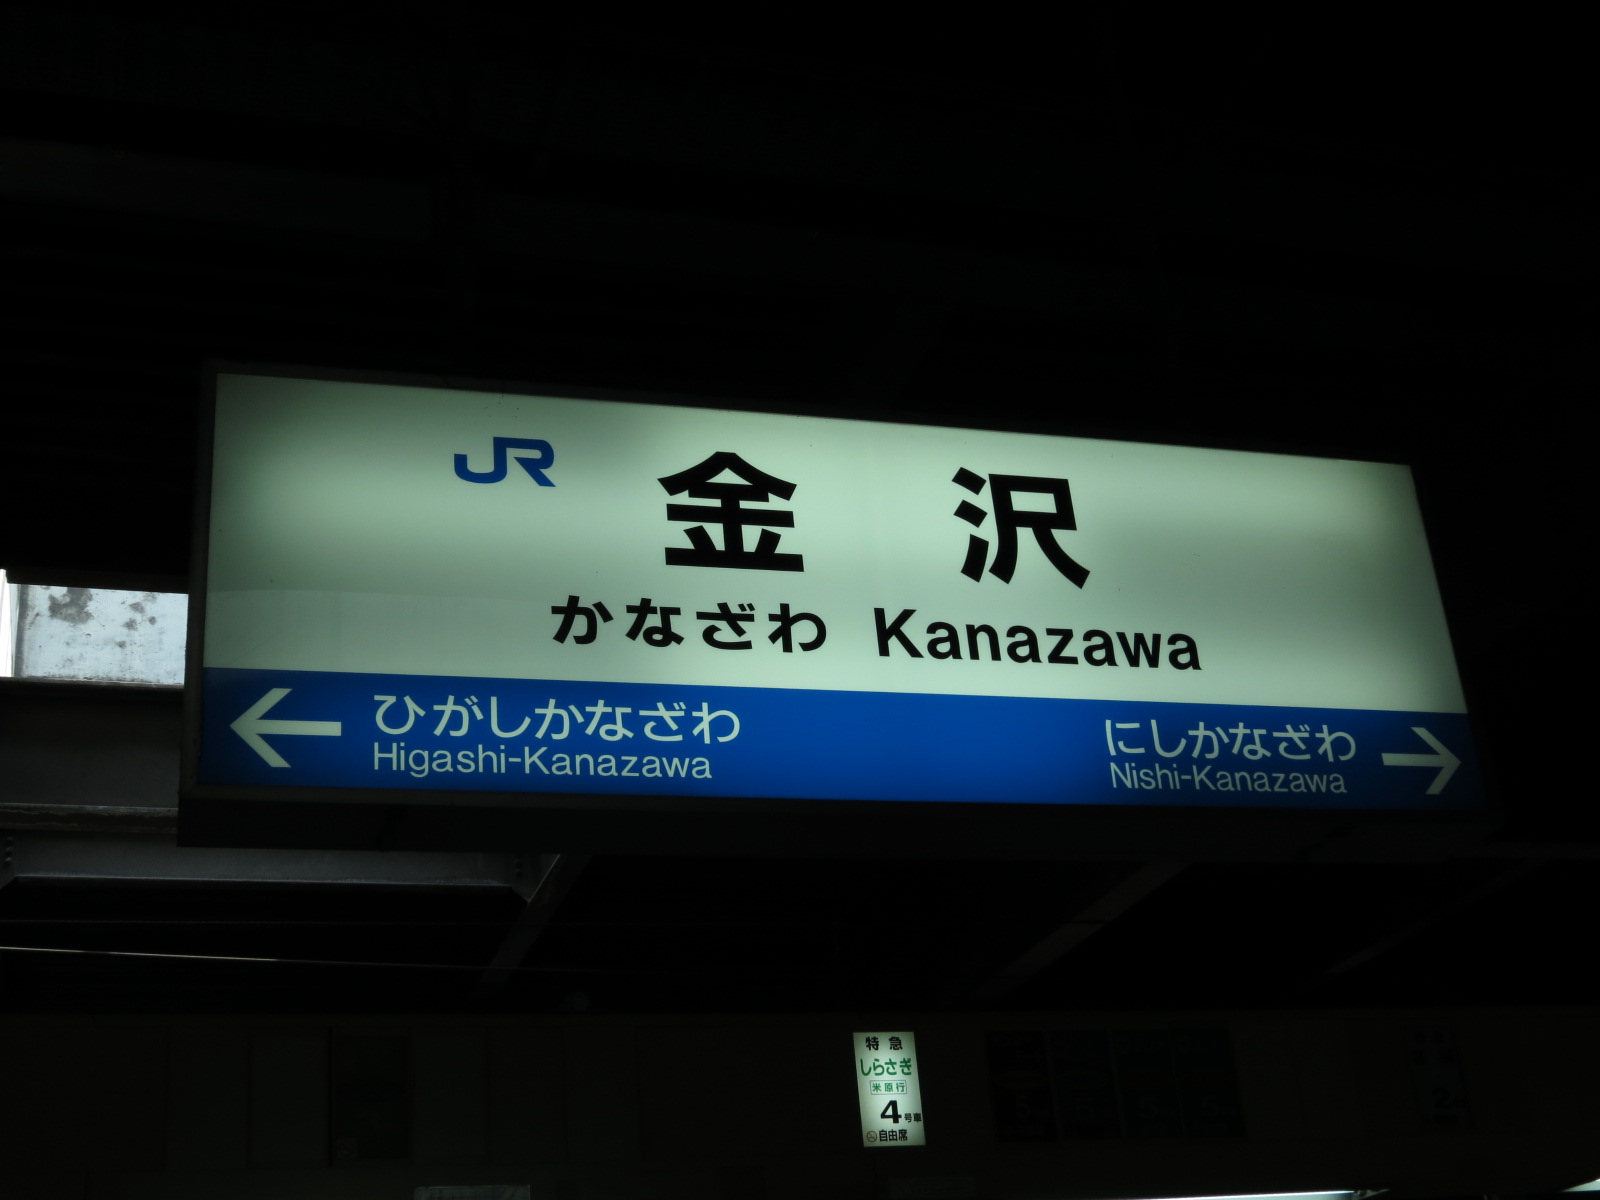 JR
金沢
かなざわ Kanazawa
ひがしかなざわ
Higashi-Kanazawa
にしかなざわ
Nishi-Kanazawa
特急
しらさぎ
米原行
4号車
自由席